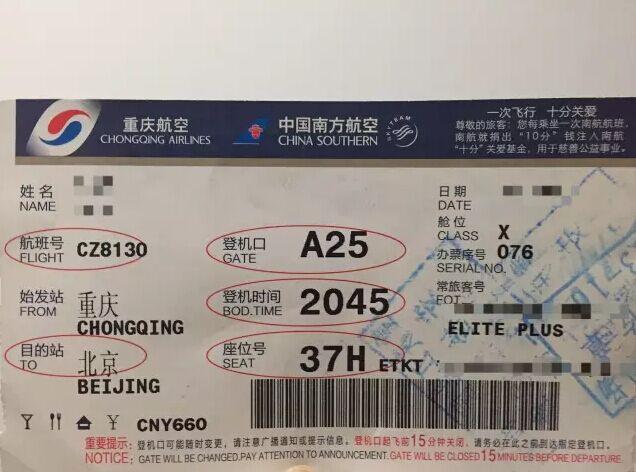 重庆航空
CHONGQING AIRLINES
中国南方航空
CHINA SOUTHERN
SKYTEAM
一次飞行 十分关爱
尊敬的旅客：您每乘坐一次南航航班，
南航就捐出“10分”钱注入南航
“十分”关爱基金，用于慈善公益事业。
姓名
NAME
日期
DATE
航班号
FLIGHT CZ8130
登机口
GATE A25
舱位
CLASS X
办票序号
SERIAL NO. 076
始发站 重庆
FROM CHONGQING
登机时间
BOD.TIME 2045
常旅客号
ELITE PLUS
目的站 北京
TO BEIJING
座位号
SEAT 37H
ETKT
CNY660
重要提示：登机口可能随时变更，请注意广播通知或提示信息。登机口起飞前15分钟关闭，请务必在此之前到达指定登机口。
NOTICE: GATE WILL BE CHANGED.PAY ATTENTION TO ANNOUNCEMENT. GATE WILL BE CLOSED 15 MINUTES BEFORE DEPARTURE.